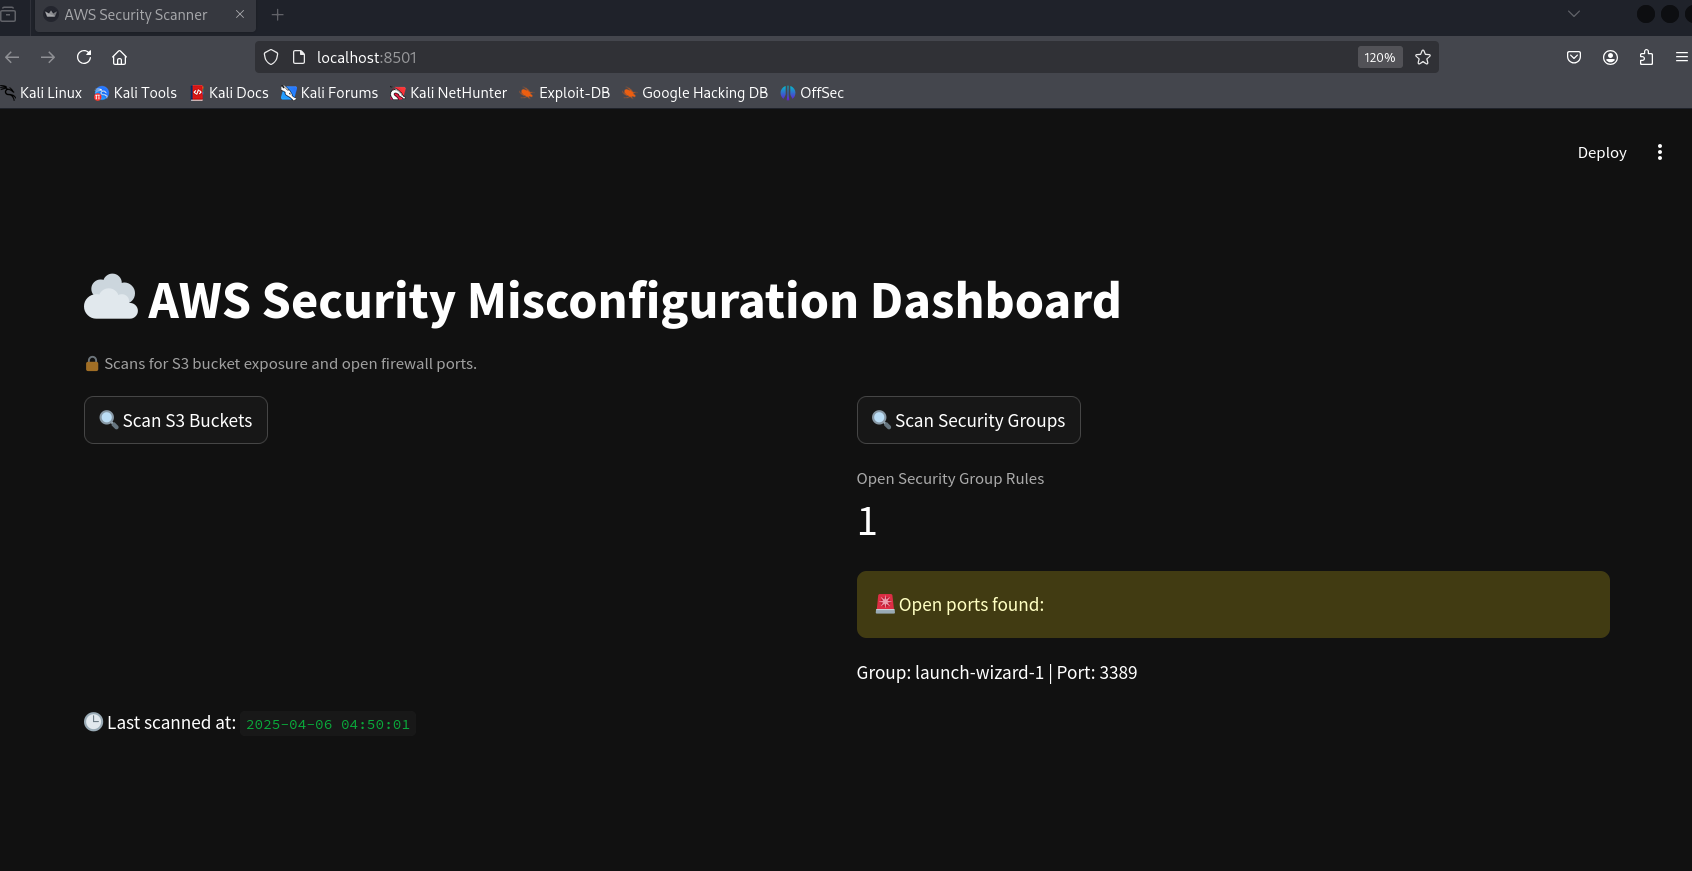 AWS Security Scanner
localhost:8501
120%
Kali Linux Kali Tools Kali Docs Kali Forums Kali NetHunter Exploit-DB Google Hacking DB OffSec
Deploy
AWS Security Misconfiguration Dashboard
Scans for S3 bucket exposure and open firewall ports.
Scan S3 Buckets
Scan Security Groups
Open Security Group Rules
1
Open ports found:
Group: launch-wizard-1 | Port: 3389
Last scanned at: 2025-04-06 04:50:01